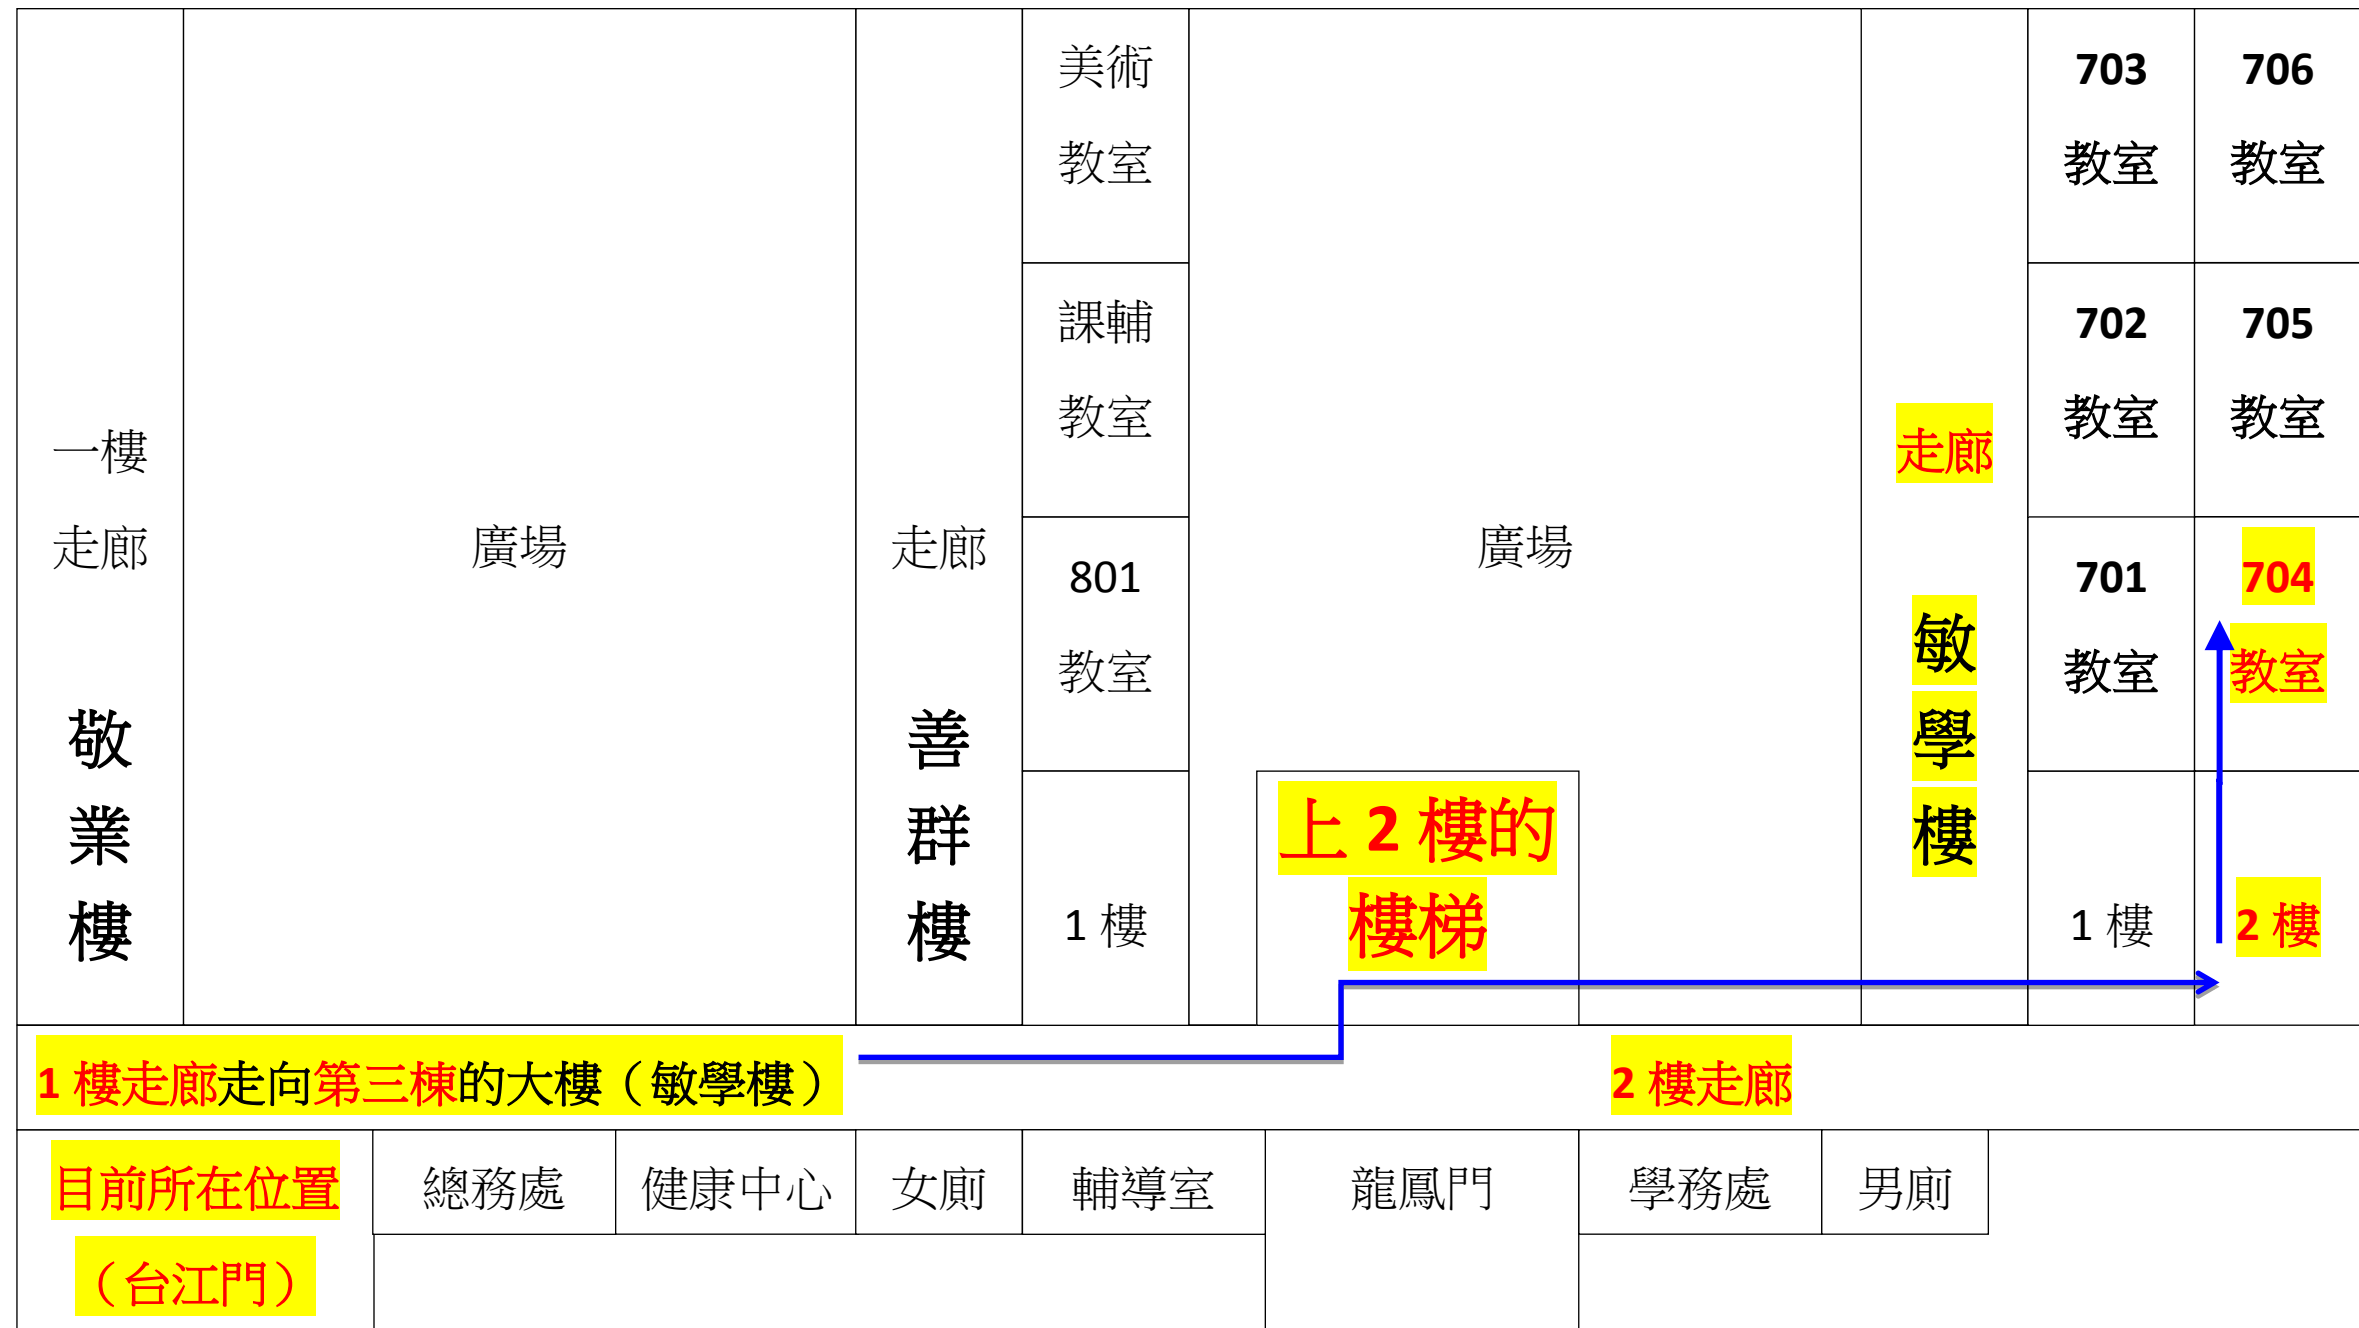 美術
教室
703
教室
706
教室
課輔
教室
702
教室
705
教室
一樓
走廊
敬
業
樓
廣場
走廊
善
群
樓
801
教室
1 樓
廣場
上 2 樓的
樓梯
走廊
敏
學
樓
701
教室
704
教室
1 樓
2 樓
1 樓走廊走向第三棟的大樓（敏學樓）
2 樓走廊
目前所在位置
（台江門）
總務處
健康中心
女廁
輔導室
龍鳳門
學務處
男廁